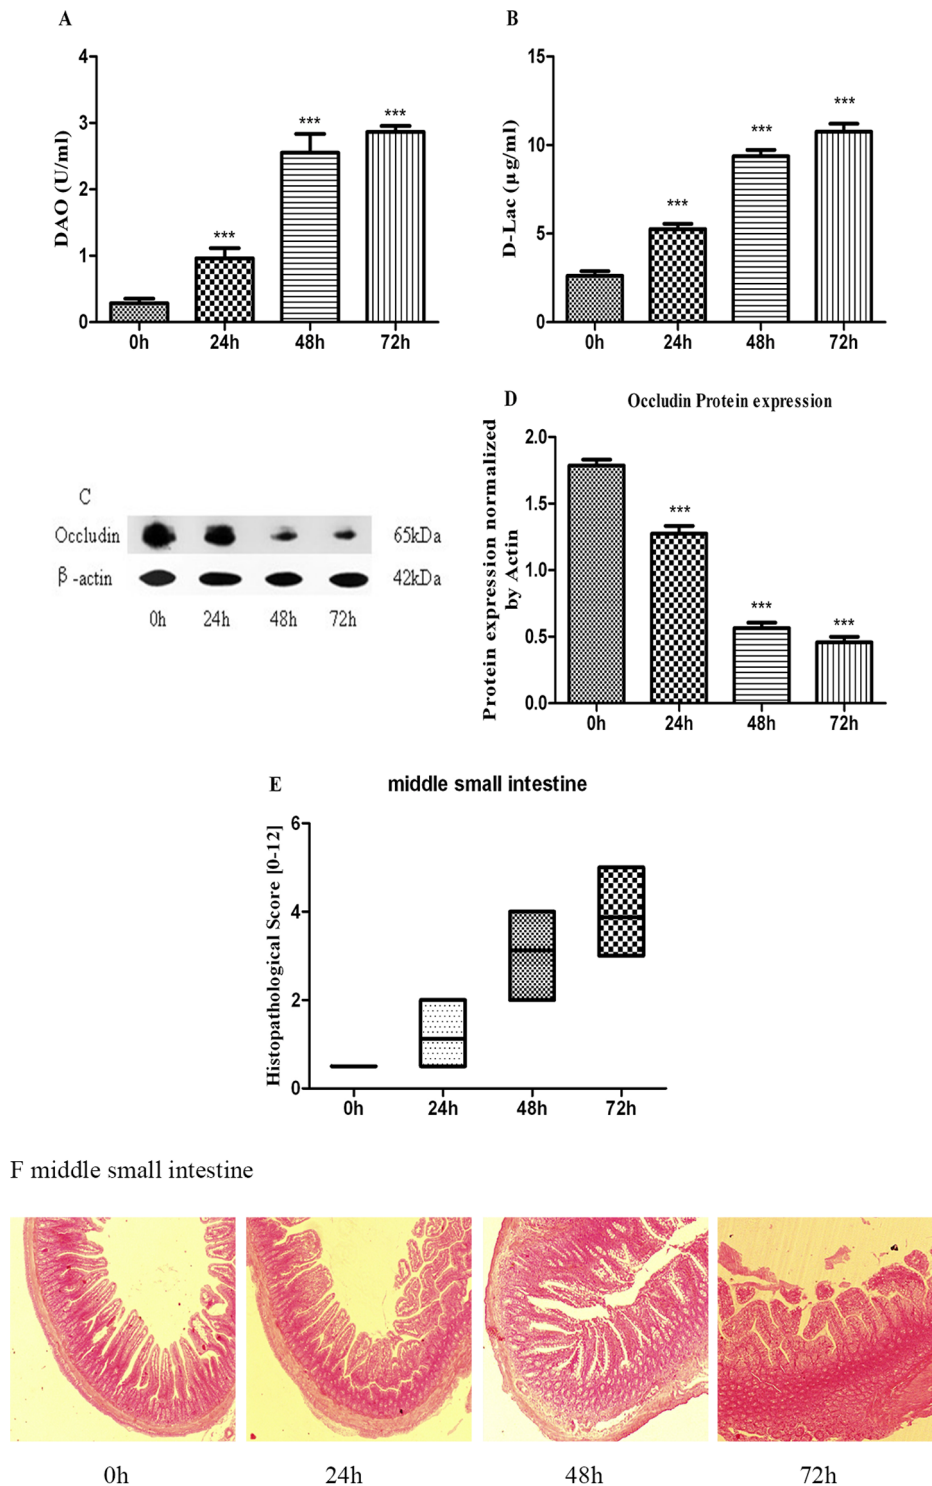 A
DAO (U/ml)
4
3
2
1
0
***
***
***
0h 24h 48h 72h
B
D-Lac (μg/ml)
15
10
5
0
***
***
***
0h 24h 48h 72h
C
Occludin 65kDa
β-actin 42kDa
0h 24h 48h 72h
D
Occludin Protein expression
Protein expression normalized
by Actin
2.0
1.5
1.0
0.5
0.0
***
***
***
0h 24h 48h 72h
E
middle small intestine
Histopathological Score [0-12]
6
4
2
0
0h 24h 48h 72h
F middle small intestine
0h 24h 48h 72h